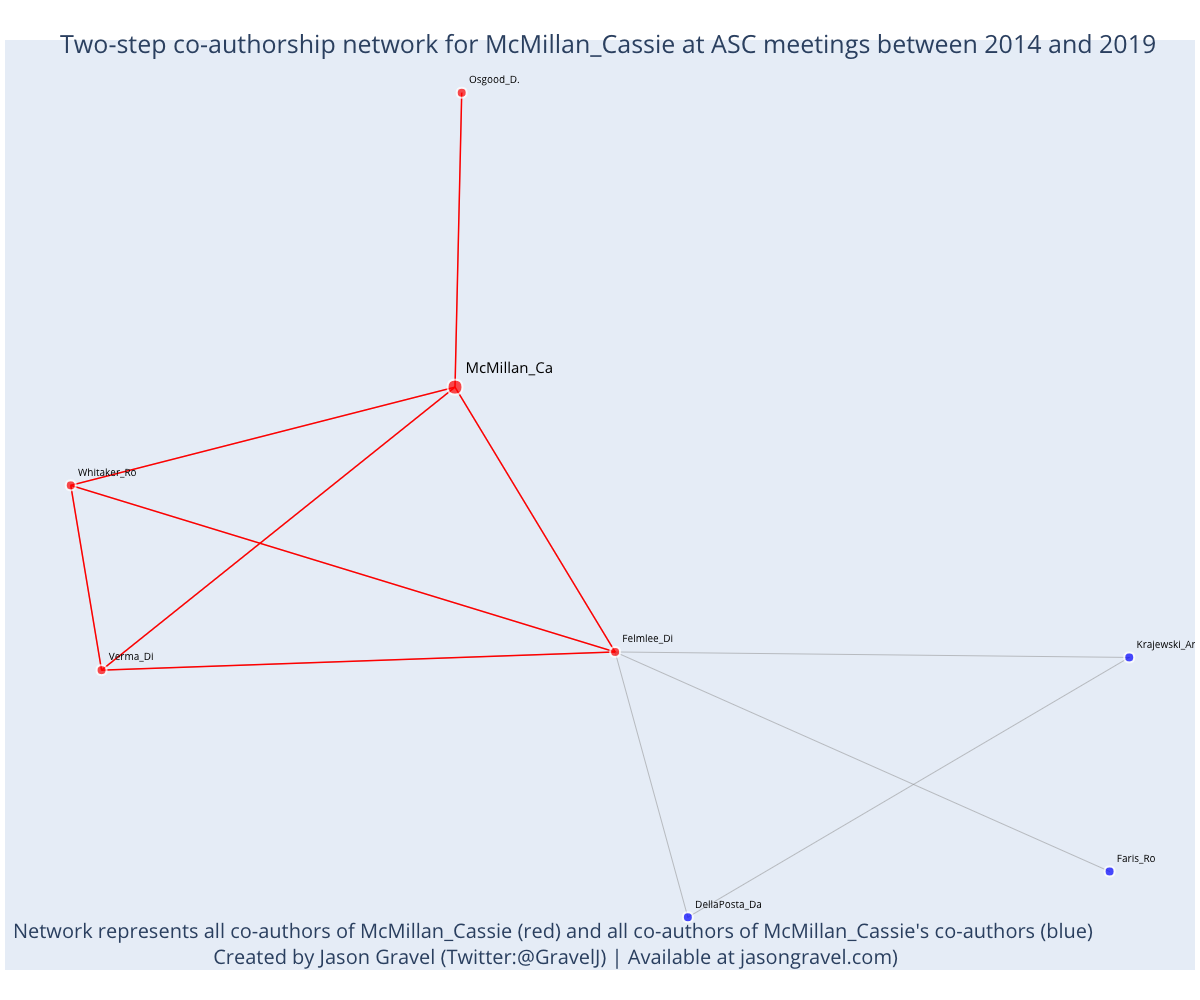 Two-step co-authorship network for McMillan_Cassie at ASC meetings between 2014 and 2019
Osgood_D.
McMillan_Ca
Whitaker_Ro
Felmlee_Di
Krajewski_An
Verma_Di
Faris_Ro
DellaPosta_Da
Network represents all co-authors of McMillan_Cassie (red) and all co-authors of McMillan_Cassie's co-authors (blue)
Created by Jason Gravel (Twitter:@GravelJ) | Available at jasongravel.com)